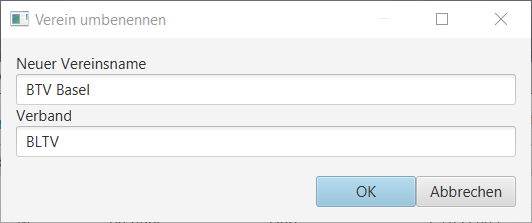 Verein umbenennen
Neuer Vereinsname
BTV Basel
Verband
BLTV
OK Abbrechen